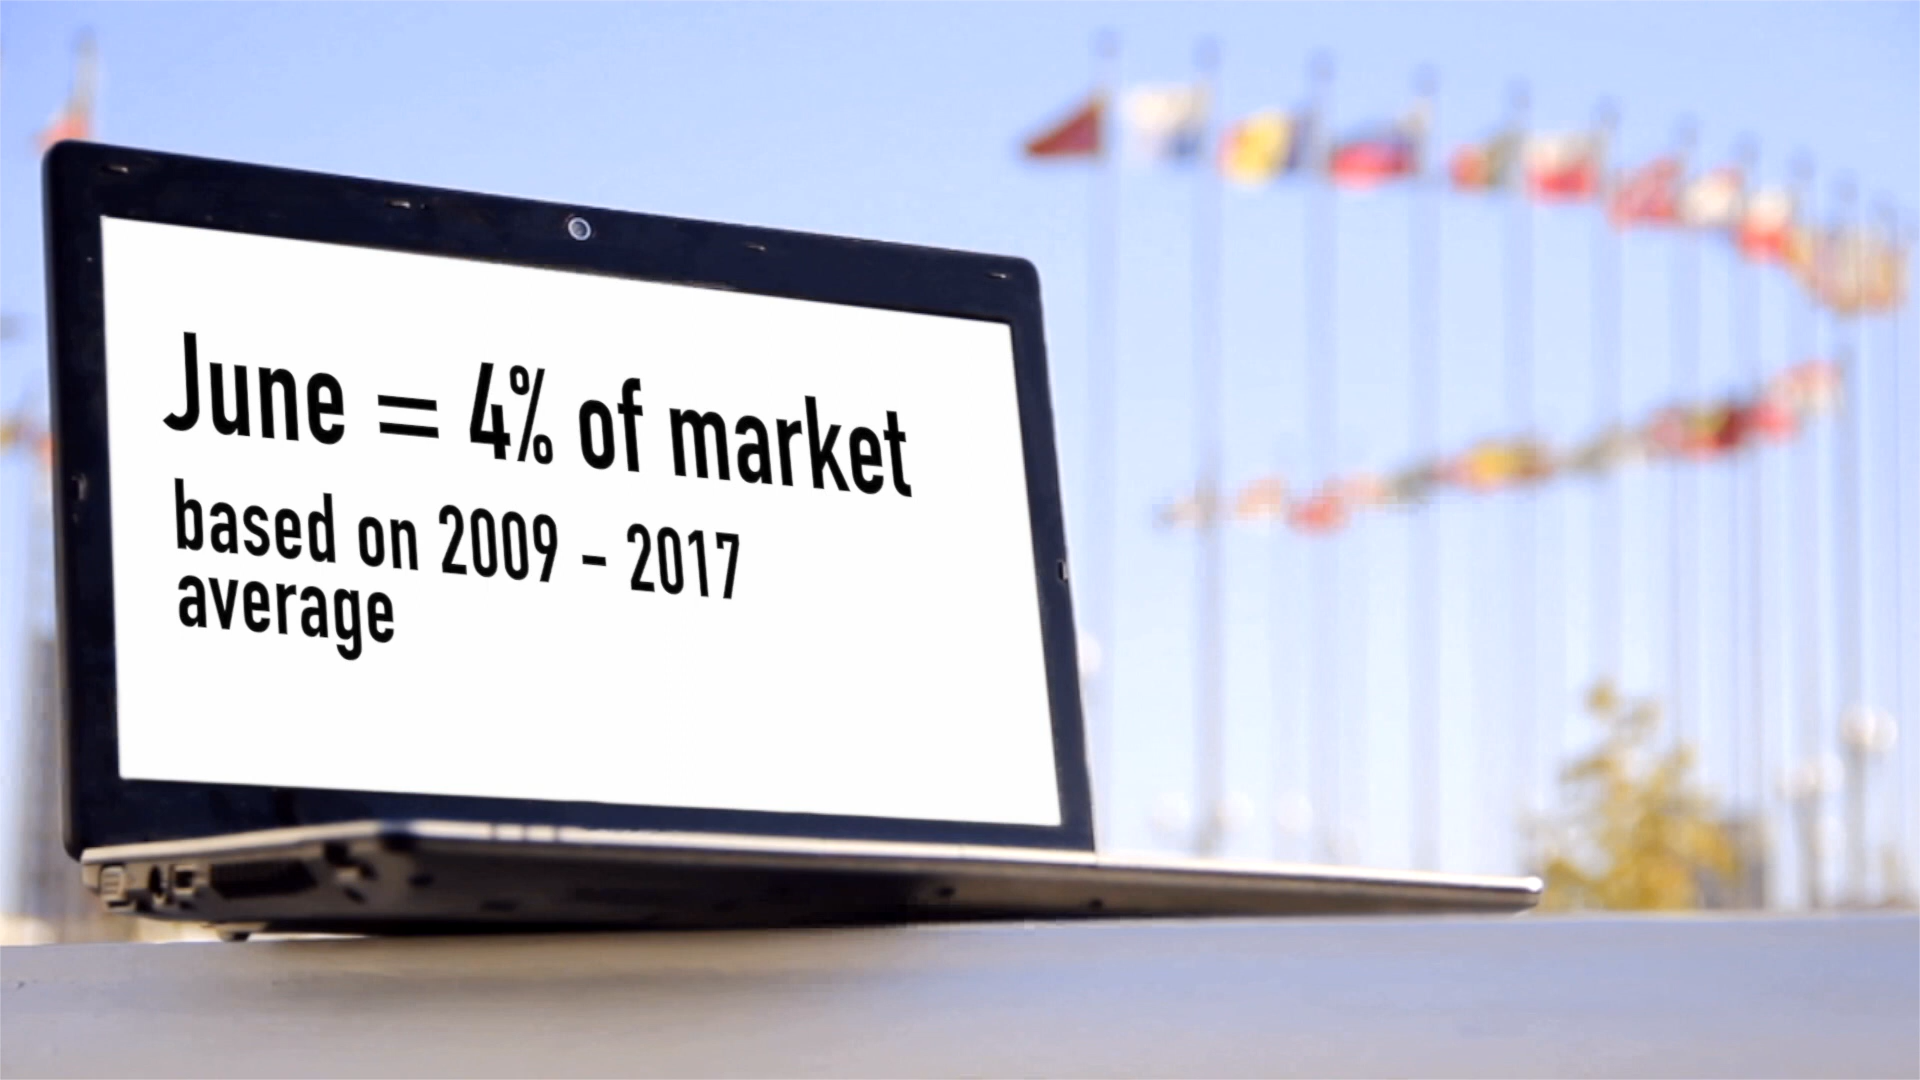 June = 4% of market
based on 2009 - 2017
average